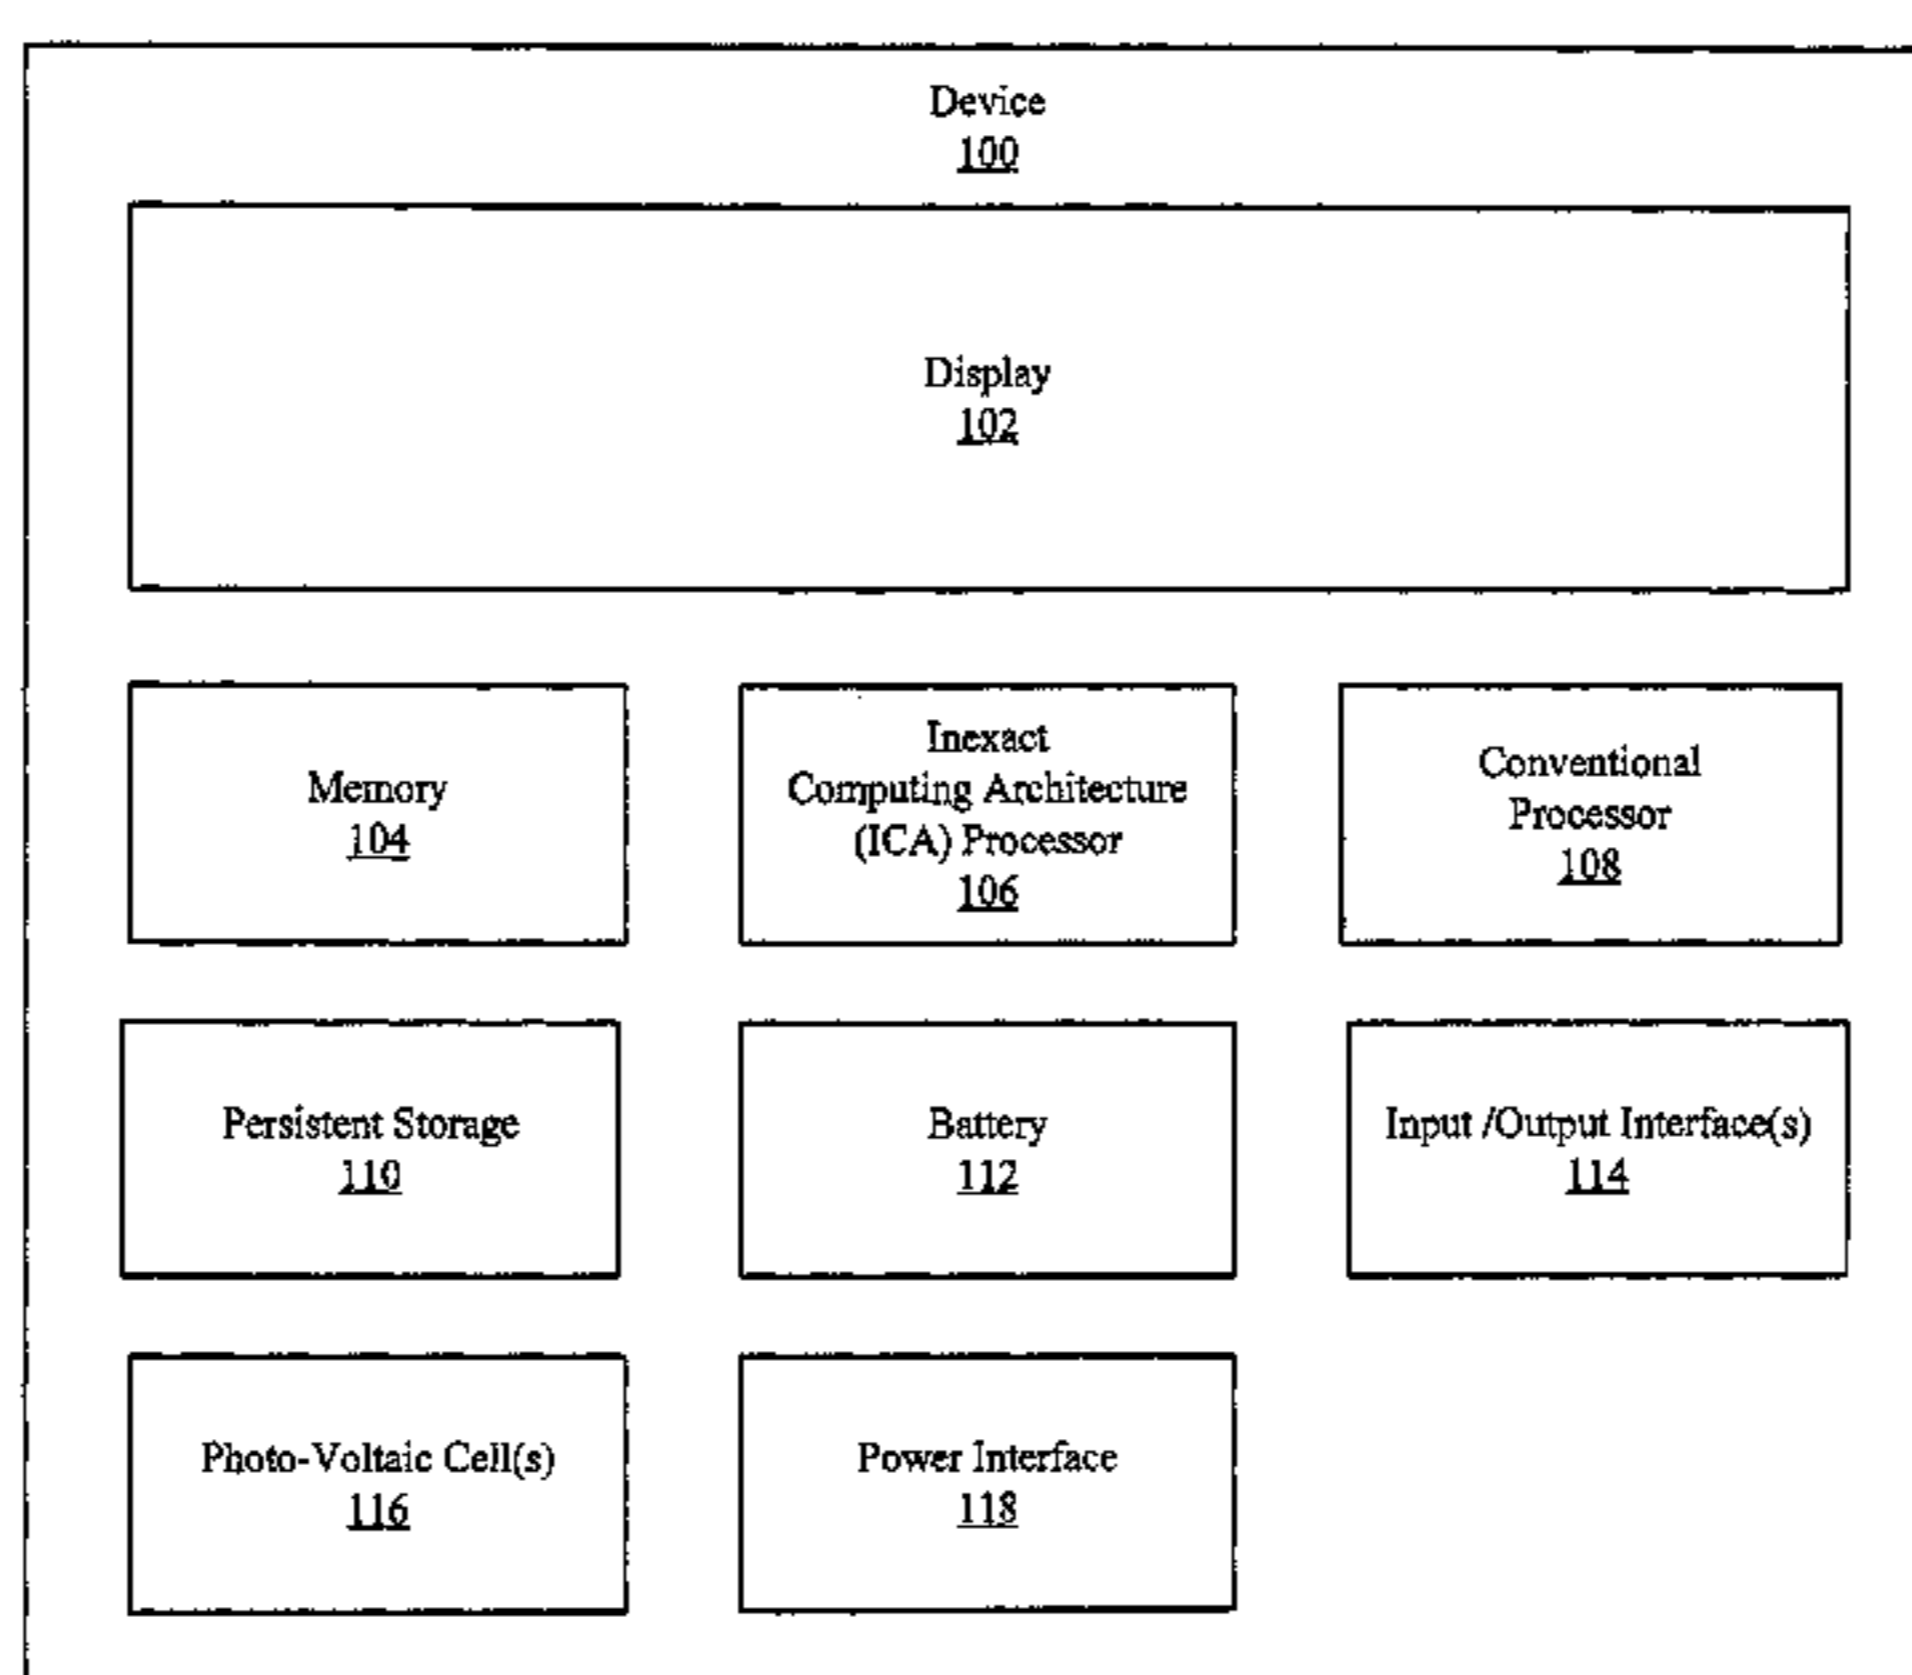 Device
100
Display
102
Memory
104
Inexact
Computing Architecture
(ICA) Processor
106
Conventional
Processor
108
Persistent Storage
110
Battery
112
Input /Output Interface(s)
114
Photo-Voltaic Cell(s)
116
Power Interface
118